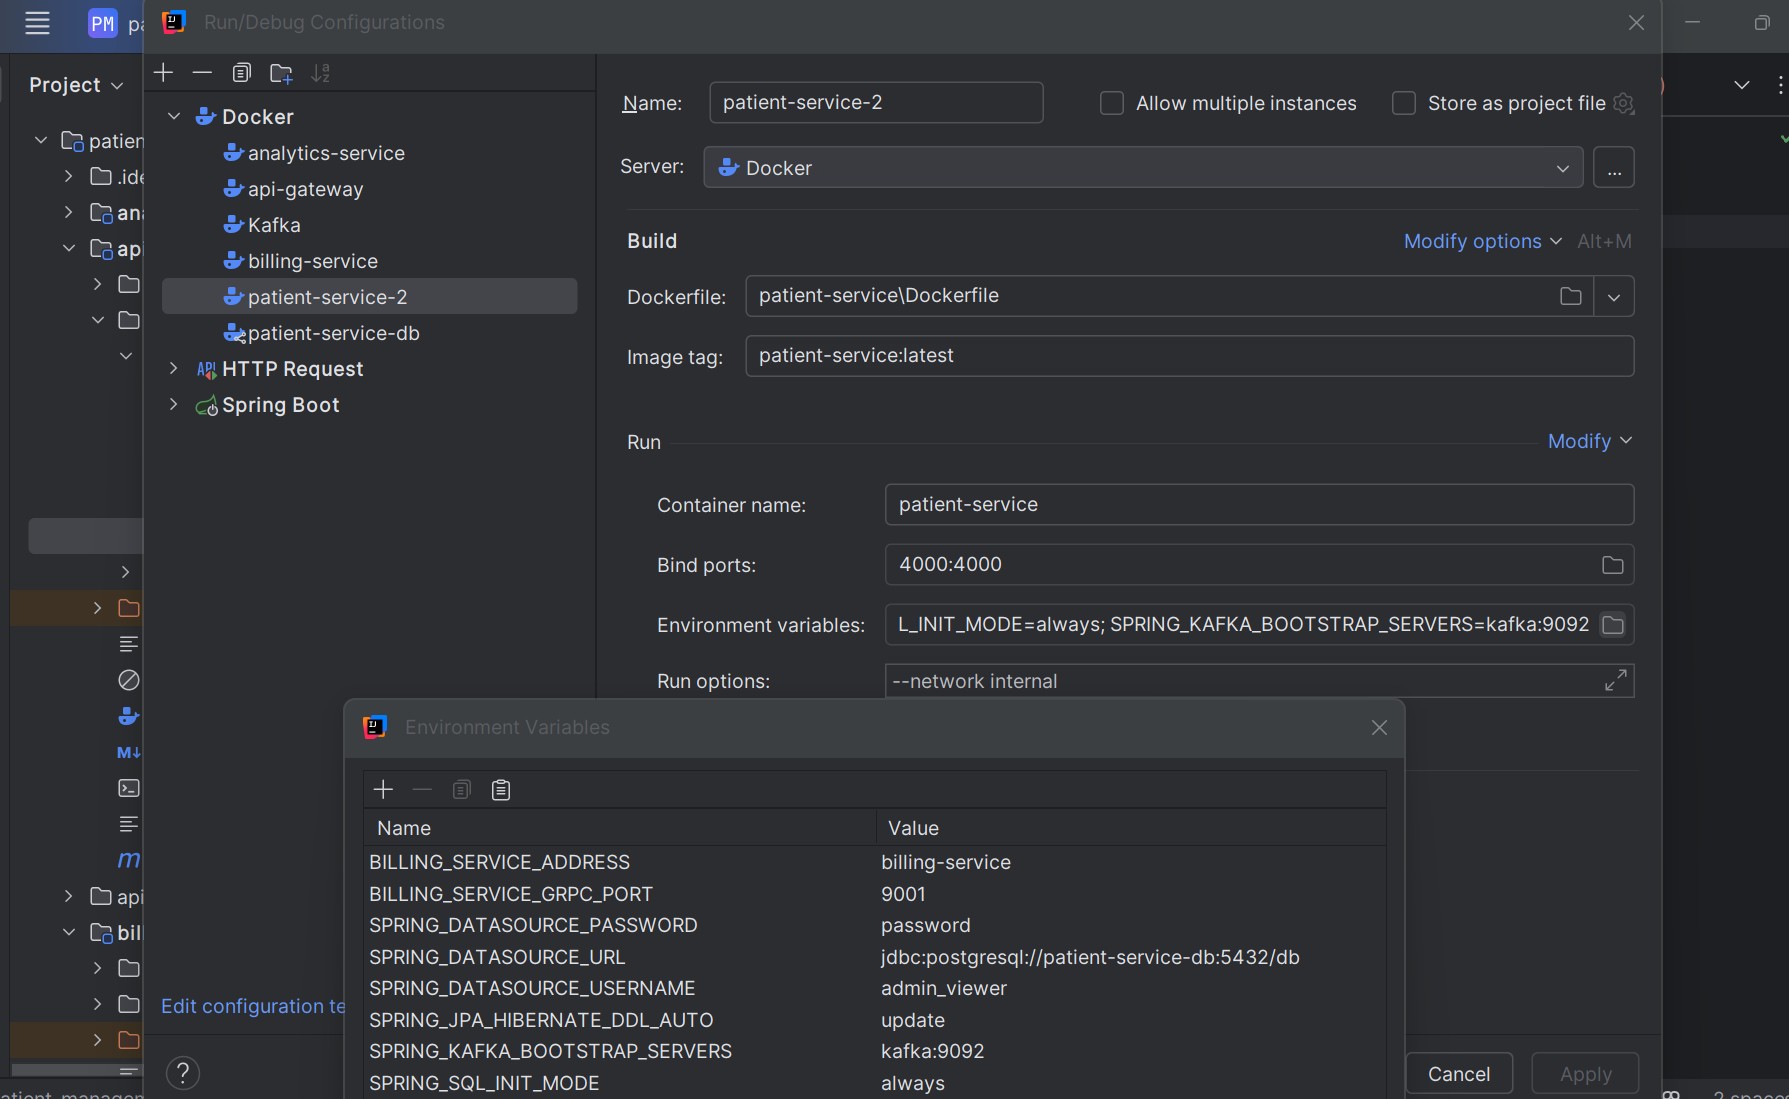 PM pa
Run/Debug Configurations
Project
patien
.ide
ana
api
api
bill
Docker
analytics-service
api-gateway
Kafka
billing-service
patient-service-2
patient-service-db
HTTP Request
Spring Boot
Edit configuration te
?
Name: patient-service-2 Allow multiple instances Store as project file
Server: Docker ...
Build Modify options Alt+M
Dockerfile: patient-service\Dockerfile
Image tag: patient-service:latest
Run Modify
Container name: patient-service
Bind ports: 4000:4000
Environment variables: L_INIT_MODE=always; SPRING_KAFKA_BOOTSTRAP_SERVERS=kafka:9092
Run options: --network internal
Environment Variables
Name Value
BILLING_SERVICE_ADDRESS billing-service
BILLING_SERVICE_GRPC_PORT 9001
SPRING_DATASOURCE_PASSWORD password
SPRING_DATASOURCE_URL jdbc:postgresql://patient-service-db:5432/db
SPRING_DATASOURCE_USERNAME admin_viewer
SPRING_JPA_HIBERNATE_DDL_AUTO update
SPRING_KAFKA_BOOTSTRAP_SERVERS kafka:9092
SPRING_SQL_INIT_MODE always
Cancel Apply